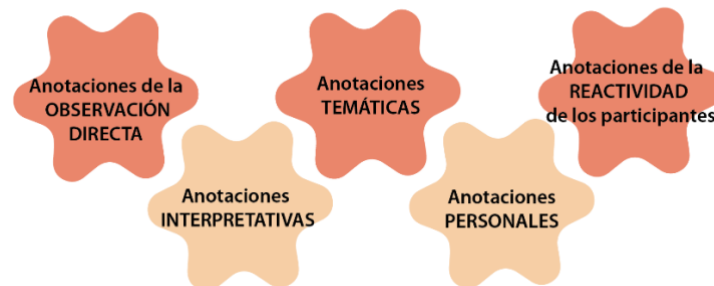 Anotaciones de la
OBSERVACIÓN
DIRECTA
Anotaciones
INTERPRETATIVAS
Anotaciones
TEMÁTICAS
Anotaciones
PERSONALES
Anotaciones de la
REACTIVIDAD
de los participantes